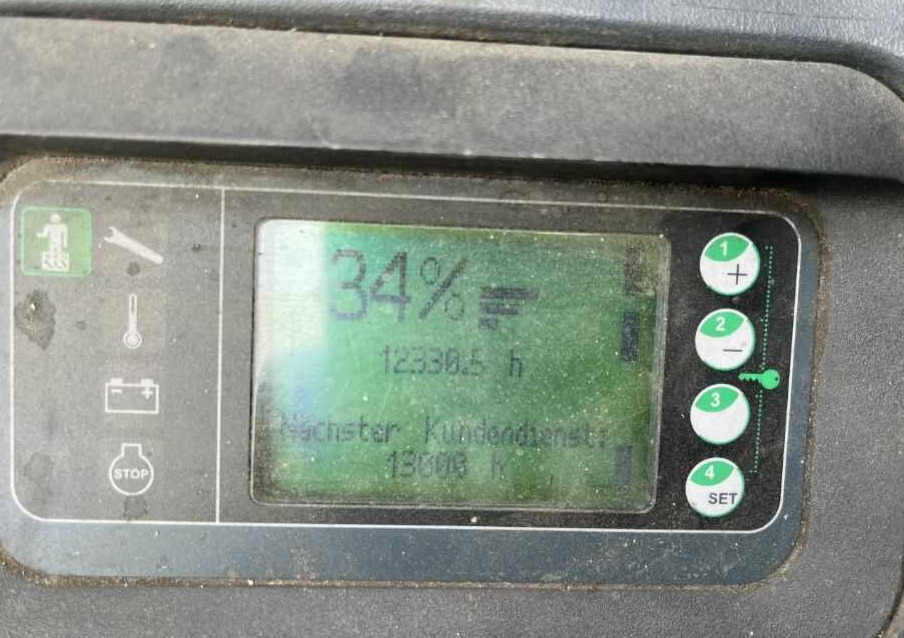 34%
12330.5 h
Nächster Kundendienst:
13000 h
STOP
- +
1
+
2
−
3
4
SET